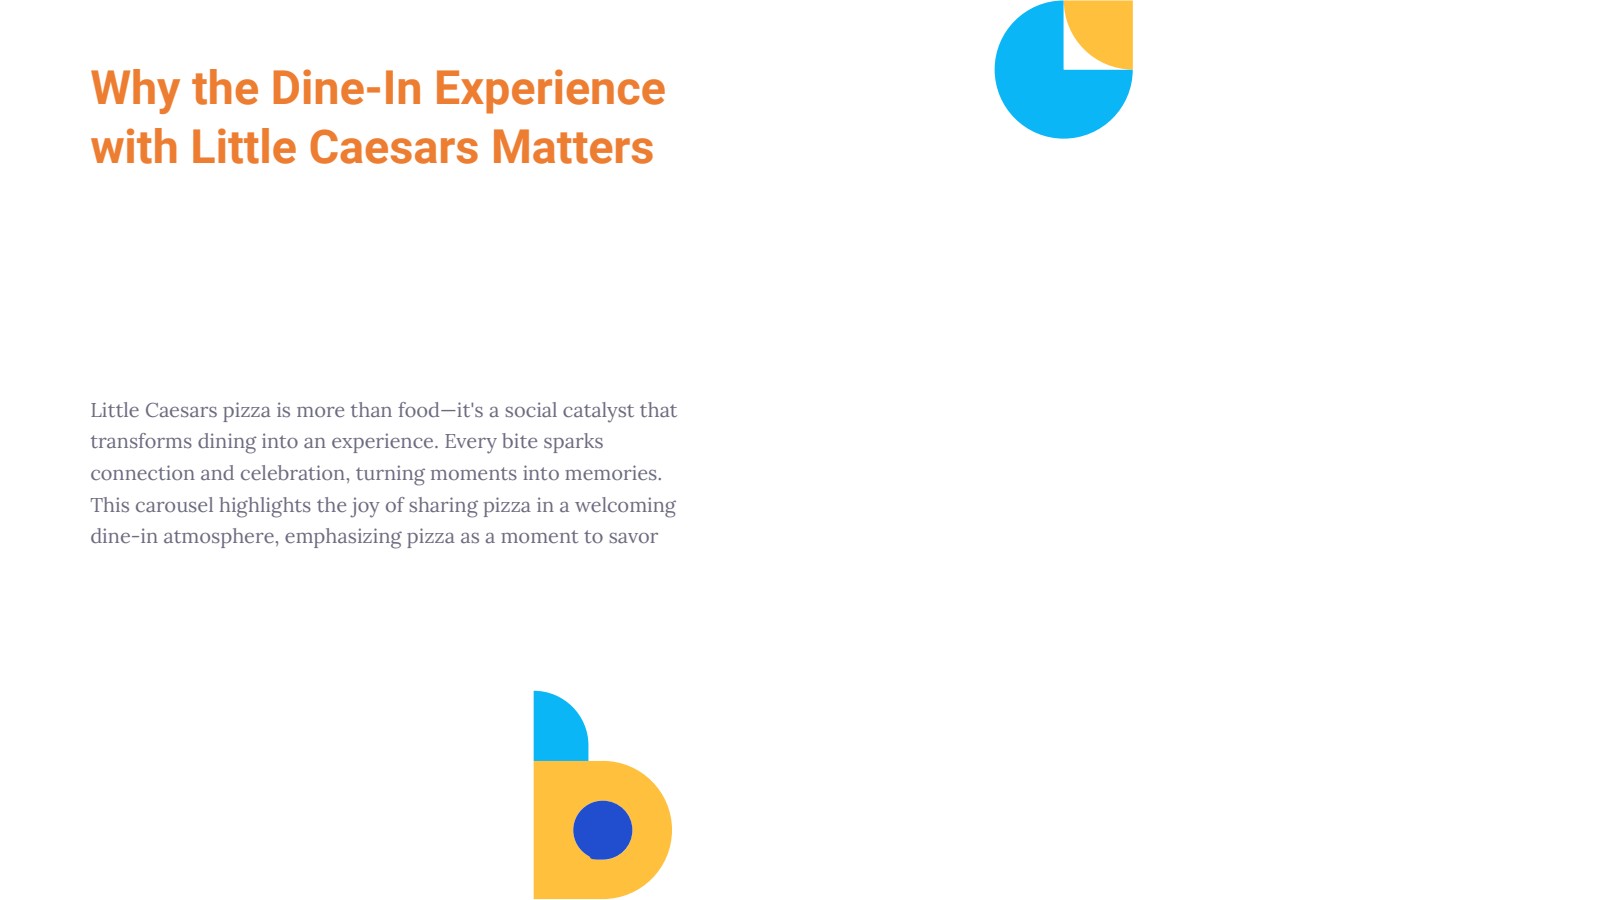 Why the Dine-In Experience
with Little Caesars Matters
Little Caesars pizza is more than food—it's a social catalyst that
transforms dining into an experience. Every bite sparks
connection and celebration, turning moments into memories.
This carousel highlights the joy of sharing pizza in a welcoming
dine-in atmosphere, emphasizing pizza as a moment to savor